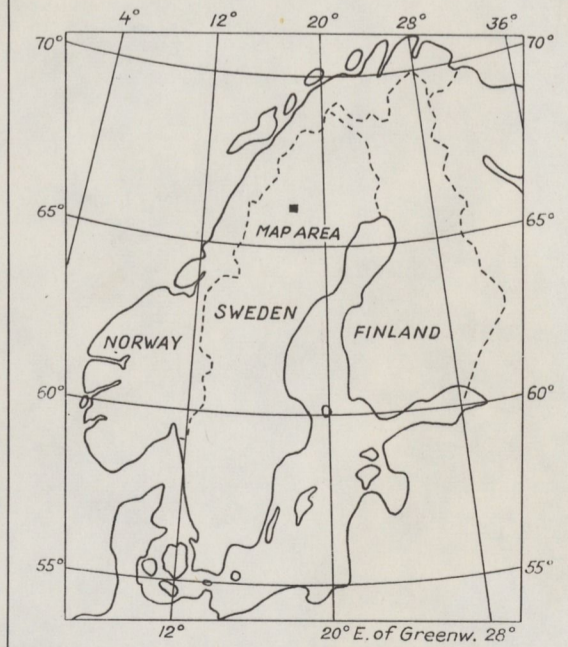 4° 12° 20° 28° 36°
70° 70°
65° 65°
MAP AREA
SWEDEN
NORWAY FINLAND
60° 60°
55° 55°
12° 20° E. of Greenw. 28°